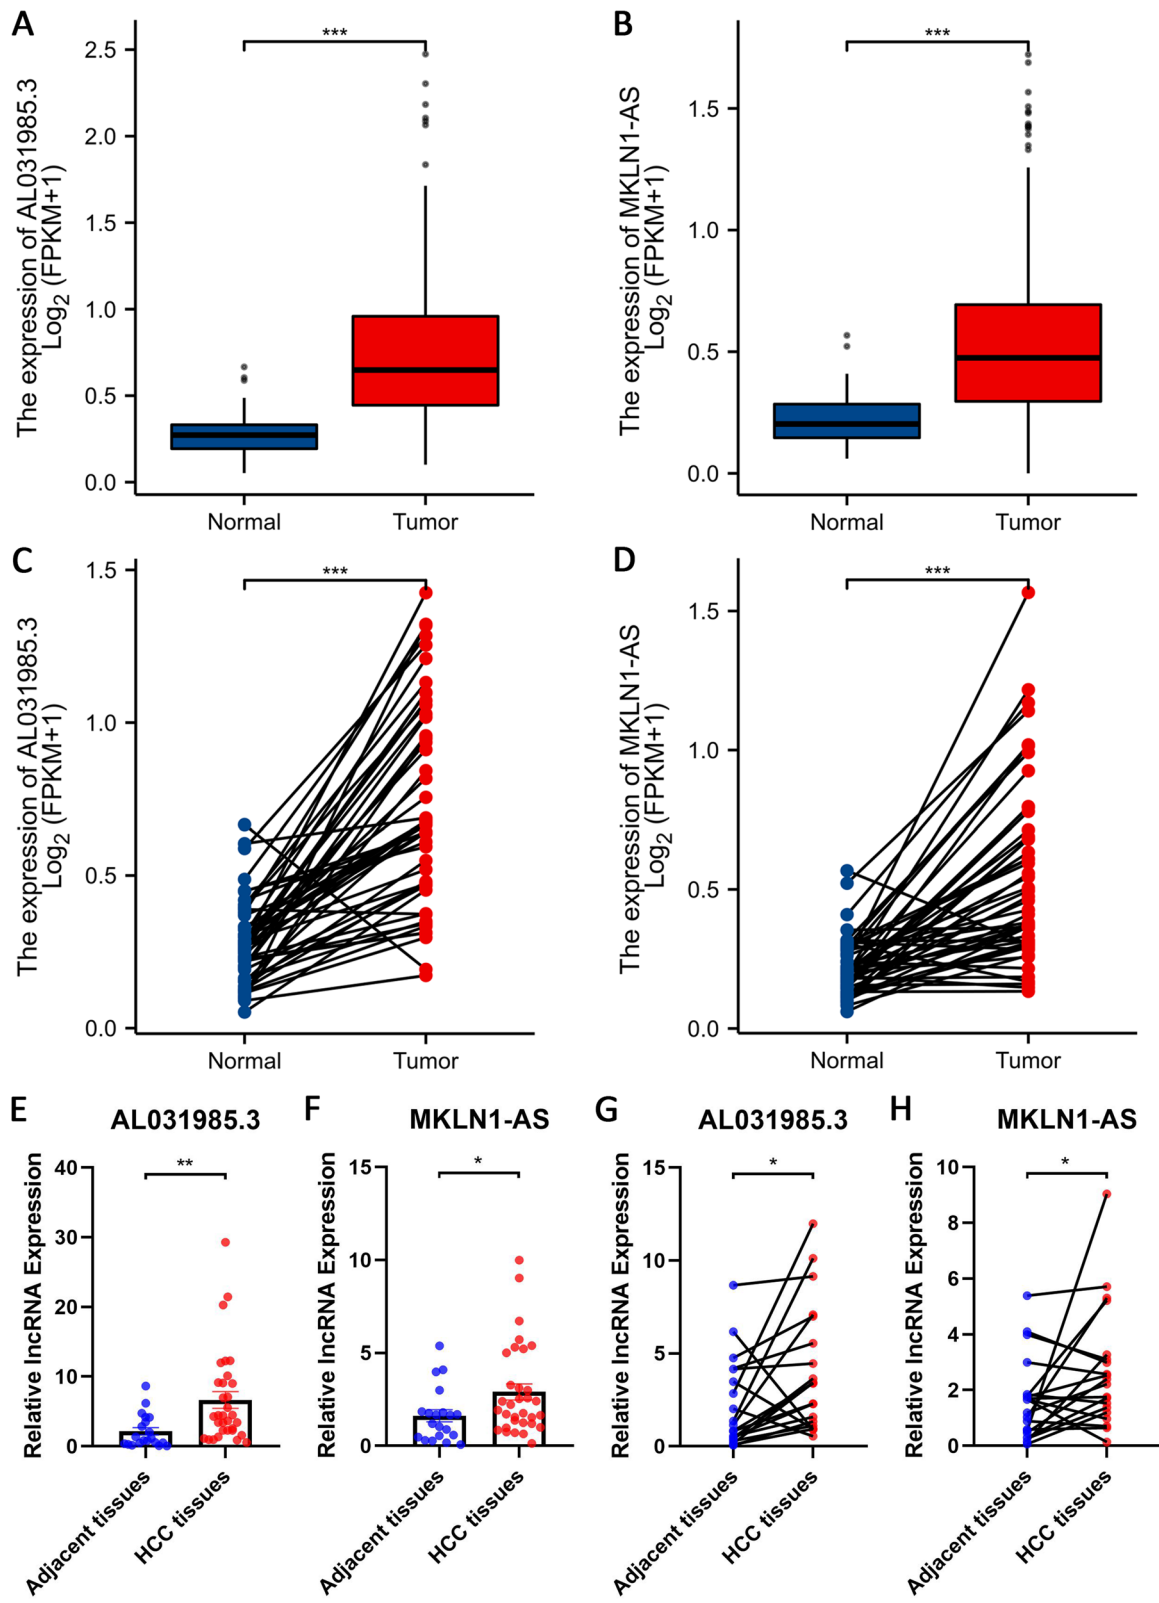 A
The expression of AL031985.3
Log2 (FPKM+1)
2.5
2.0
1.5
1.0
0.5
0.0
***
Normal
Tumor
B
The expression of MKLN1-AS
Log2 (FPKM+1)
1.5
1.0
0.5
0.0
***
Normal
Tumor
C
The expression of AL031985.3
Log2 (FPKM+1)
1.5
1.0
0.5
0.0
***
Normal
Tumor
D
The expression of MKLN1-AS
Log2 (FPKM+1)
1.5
1.0
0.5
0.0
***
Normal
Tumor
E
AL031985.3
Relative lncRNA Expression
40
30
20
10
0
**
Adjacent tissues
HCC tissues
F
MKLN1-AS
Relative lncRNA Expression
15
10
5
0
*
Adjacent tissues
HCC tissues
G
AL031985.3
Relative lncRNA Expression
15
10
5
0
*
Adjacent tissues
HCC tissues
H
MKLN1-AS
Relative lncRNA Expression
10
8
6
4
2
0
*
Adjacent tissues
HCC tissues